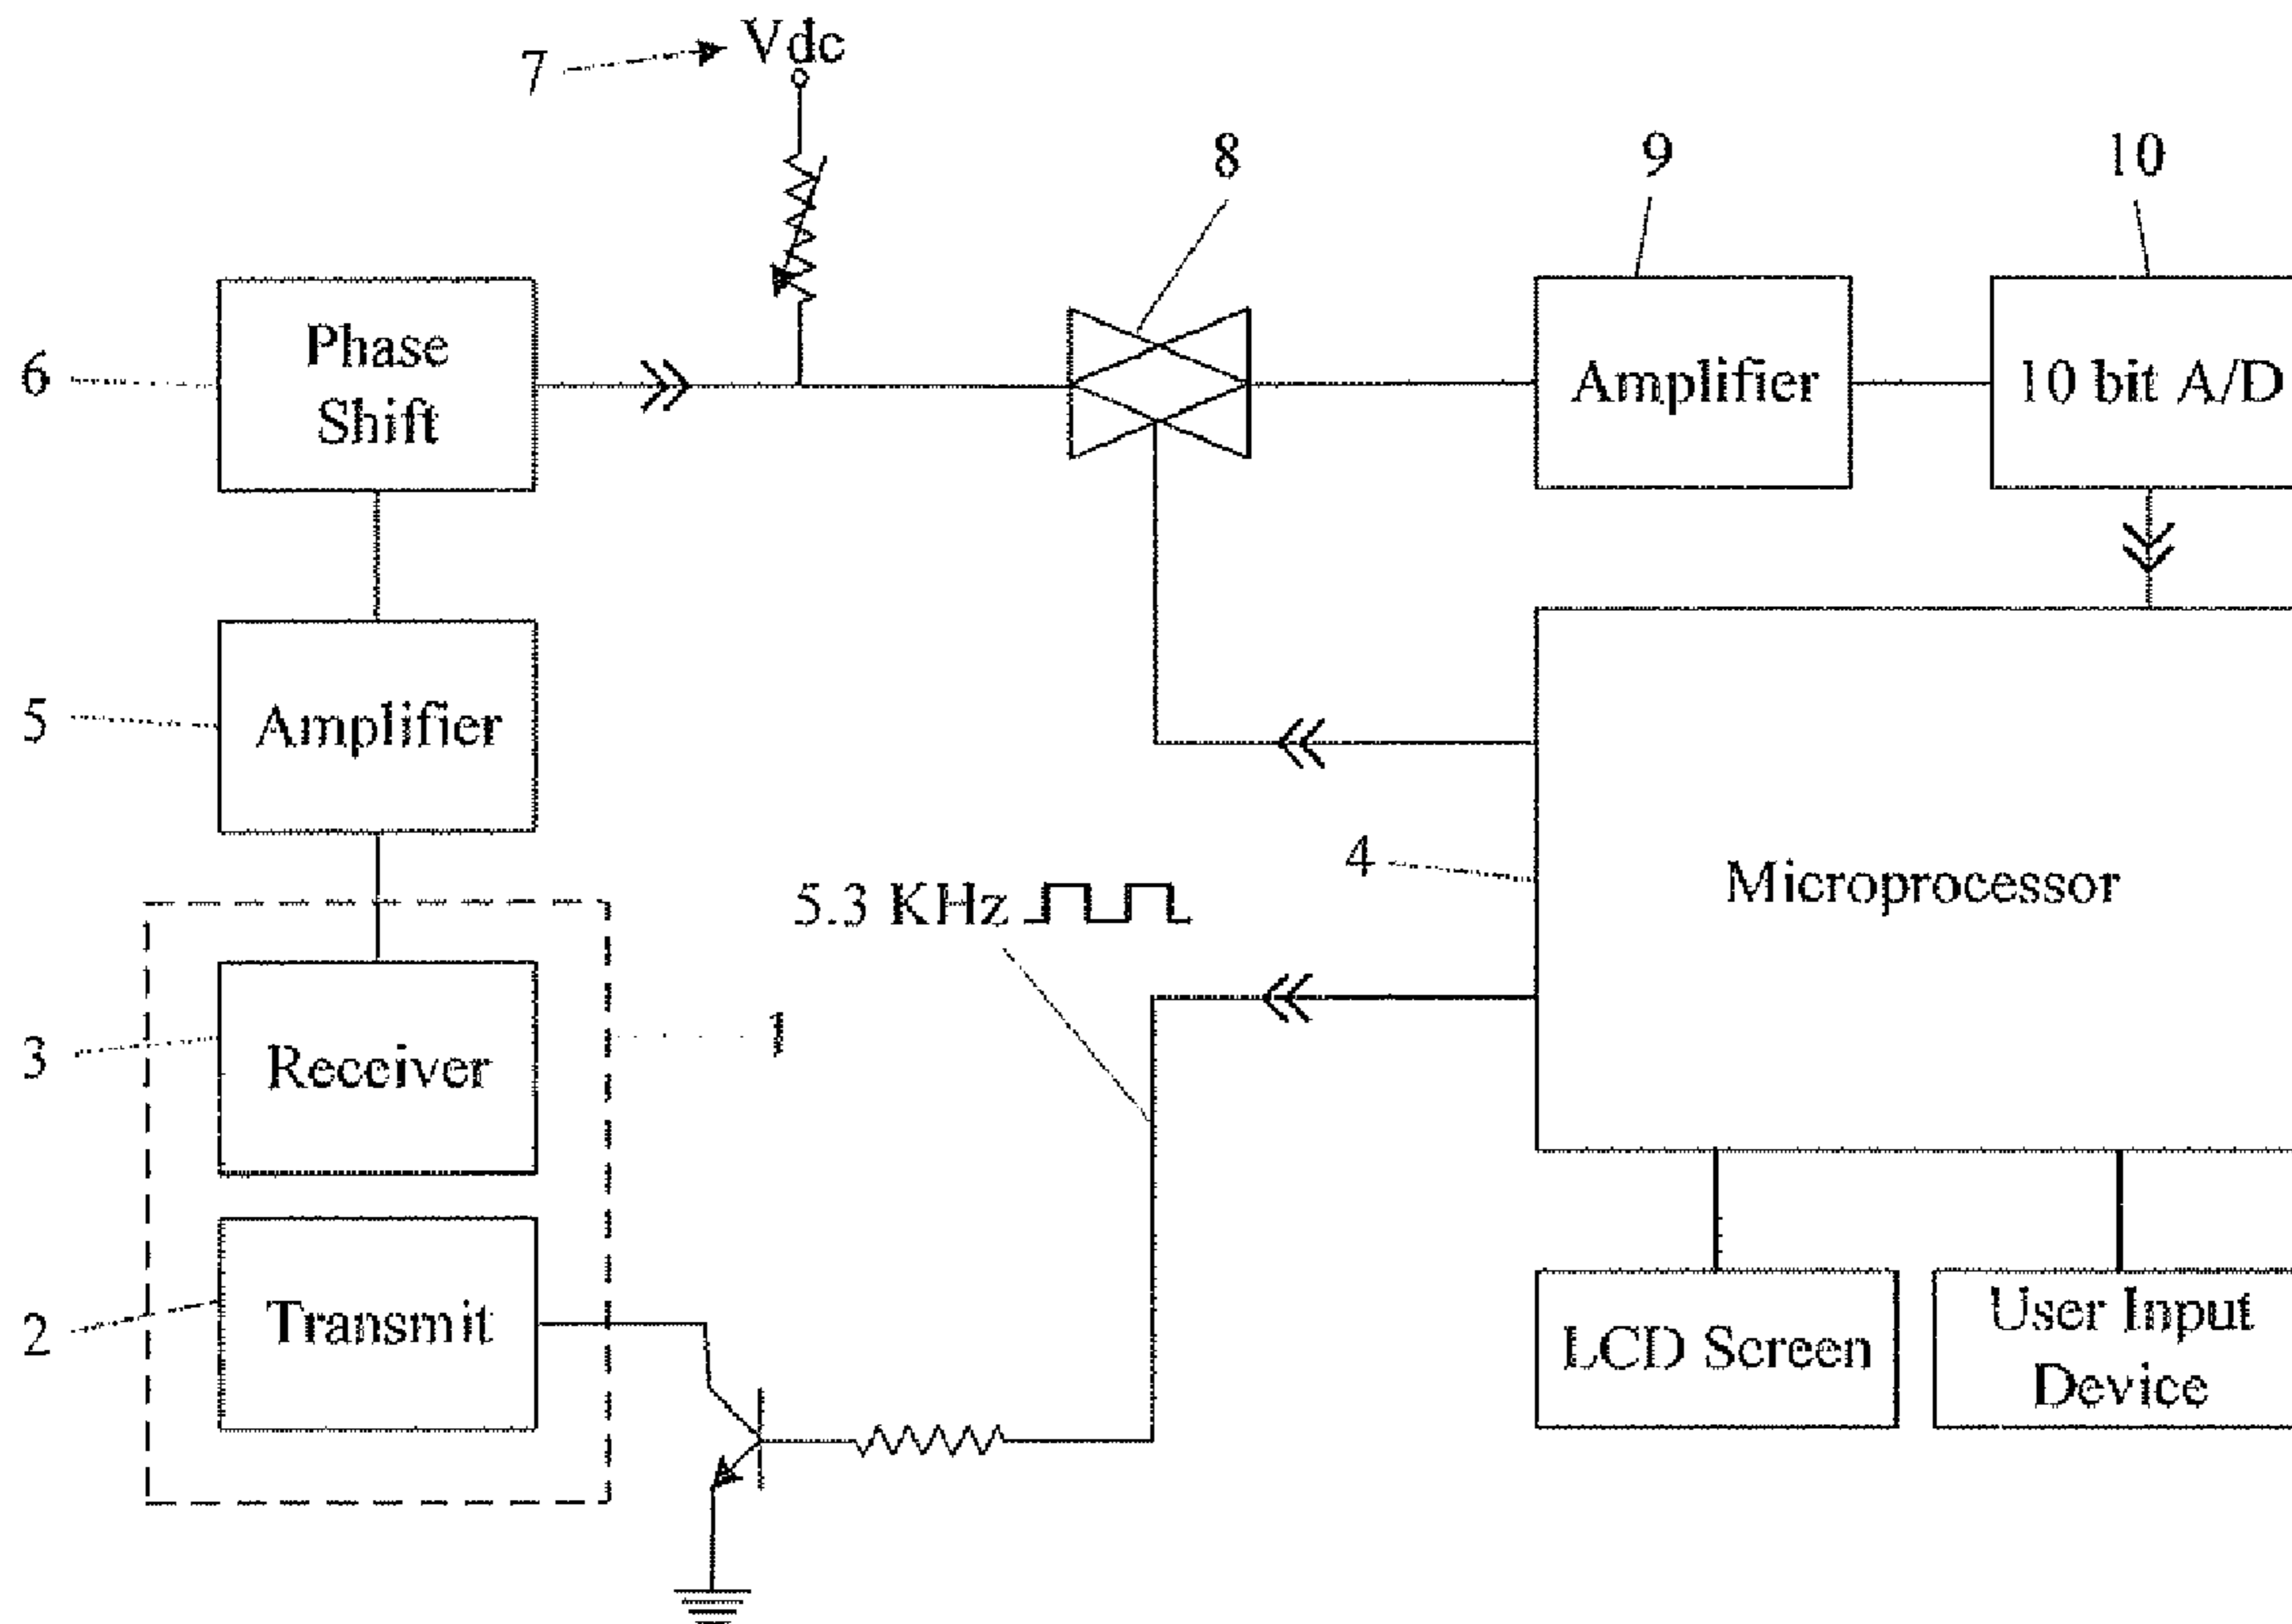 7
Vdc
8
9
10
6
Phase
Shift
Amplifier
10 bit A/D
5
Amplifier
4
Microprocessor
5.3 KHz
3
Receiver
1
2
Transmit
LCD Screen
User Input
Device